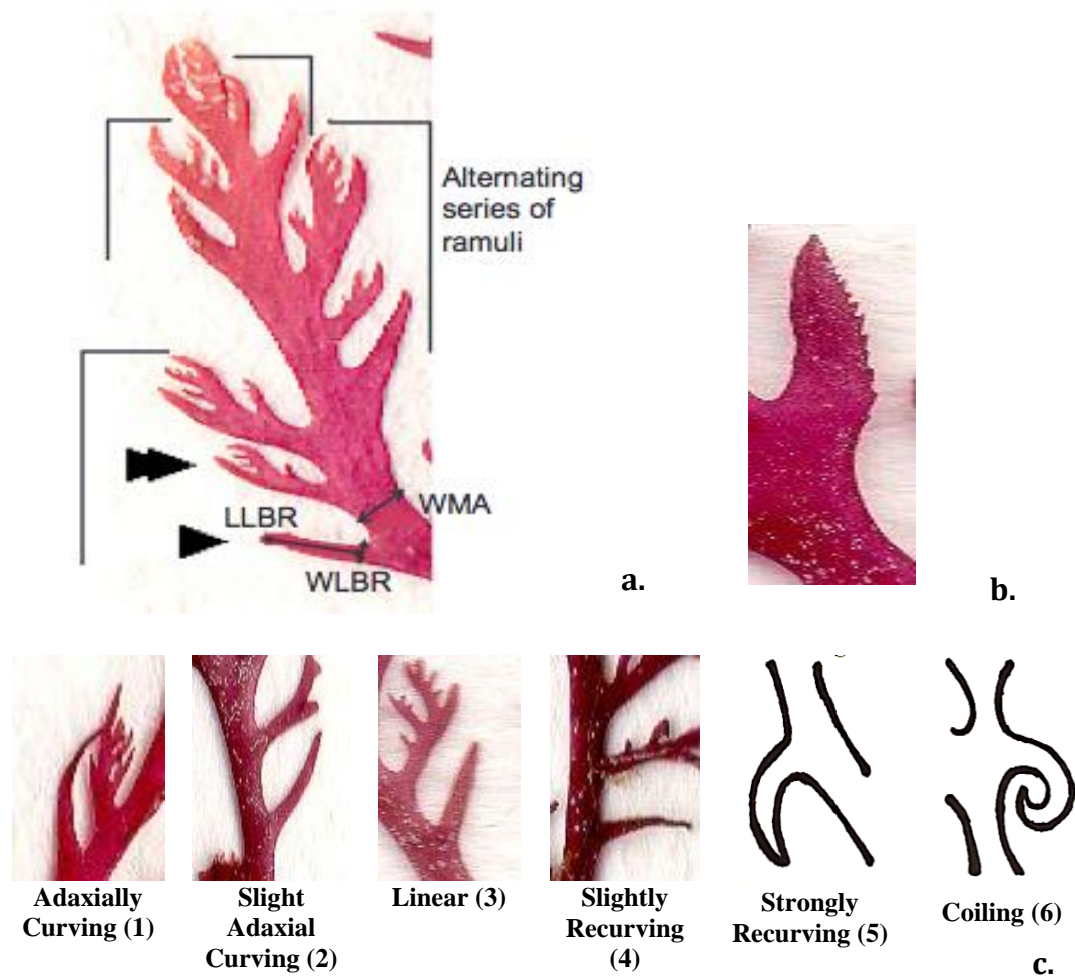 Alternating
series of
ramuli
WMA
LLBR
WLBR
a.
b.
Adaxially
Curving (1)
Slight
Adaxial
Curving (2)
Linear (3)
Slightly
Recurving
(4)
Strongly
Recurving (5)
Coiling (6)
c.